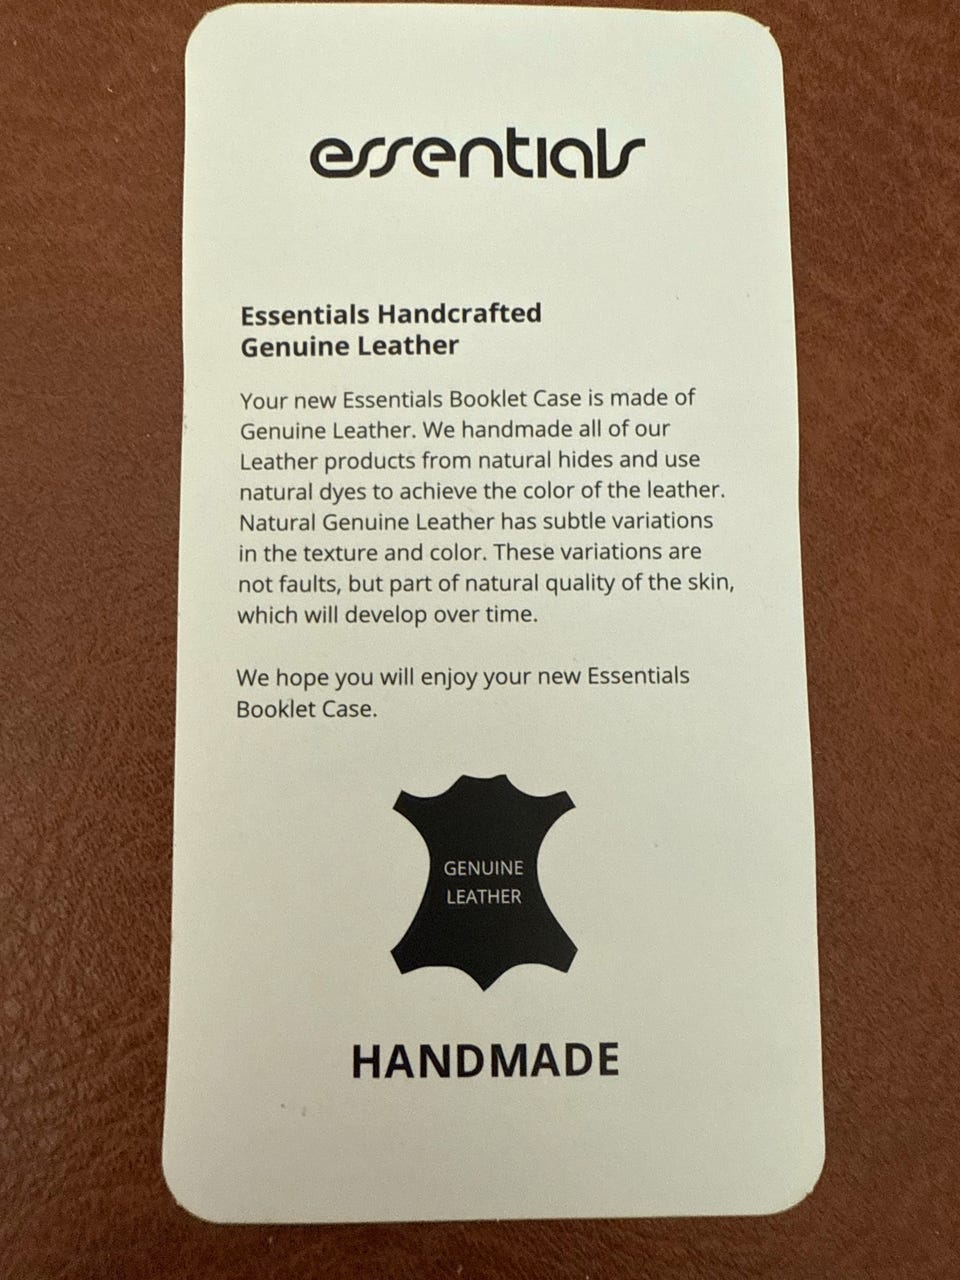 essentials
Essentials Handcrafted
Genuine Leather
Your new Essentials Booklet Case is made of
Genuine Leather. We handmade all of our
Leather products from natural hides and use
natural dyes to achieve the color of the leather.
Natural Genuine Leather has subtle variations
in the texture and color. These variations are
not faults, but part of natural quality of the skin,
which will develop over time.
We hope you will enjoy your new Essentials
Booklet Case.
GENUINE
LEATHER
HANDMADE